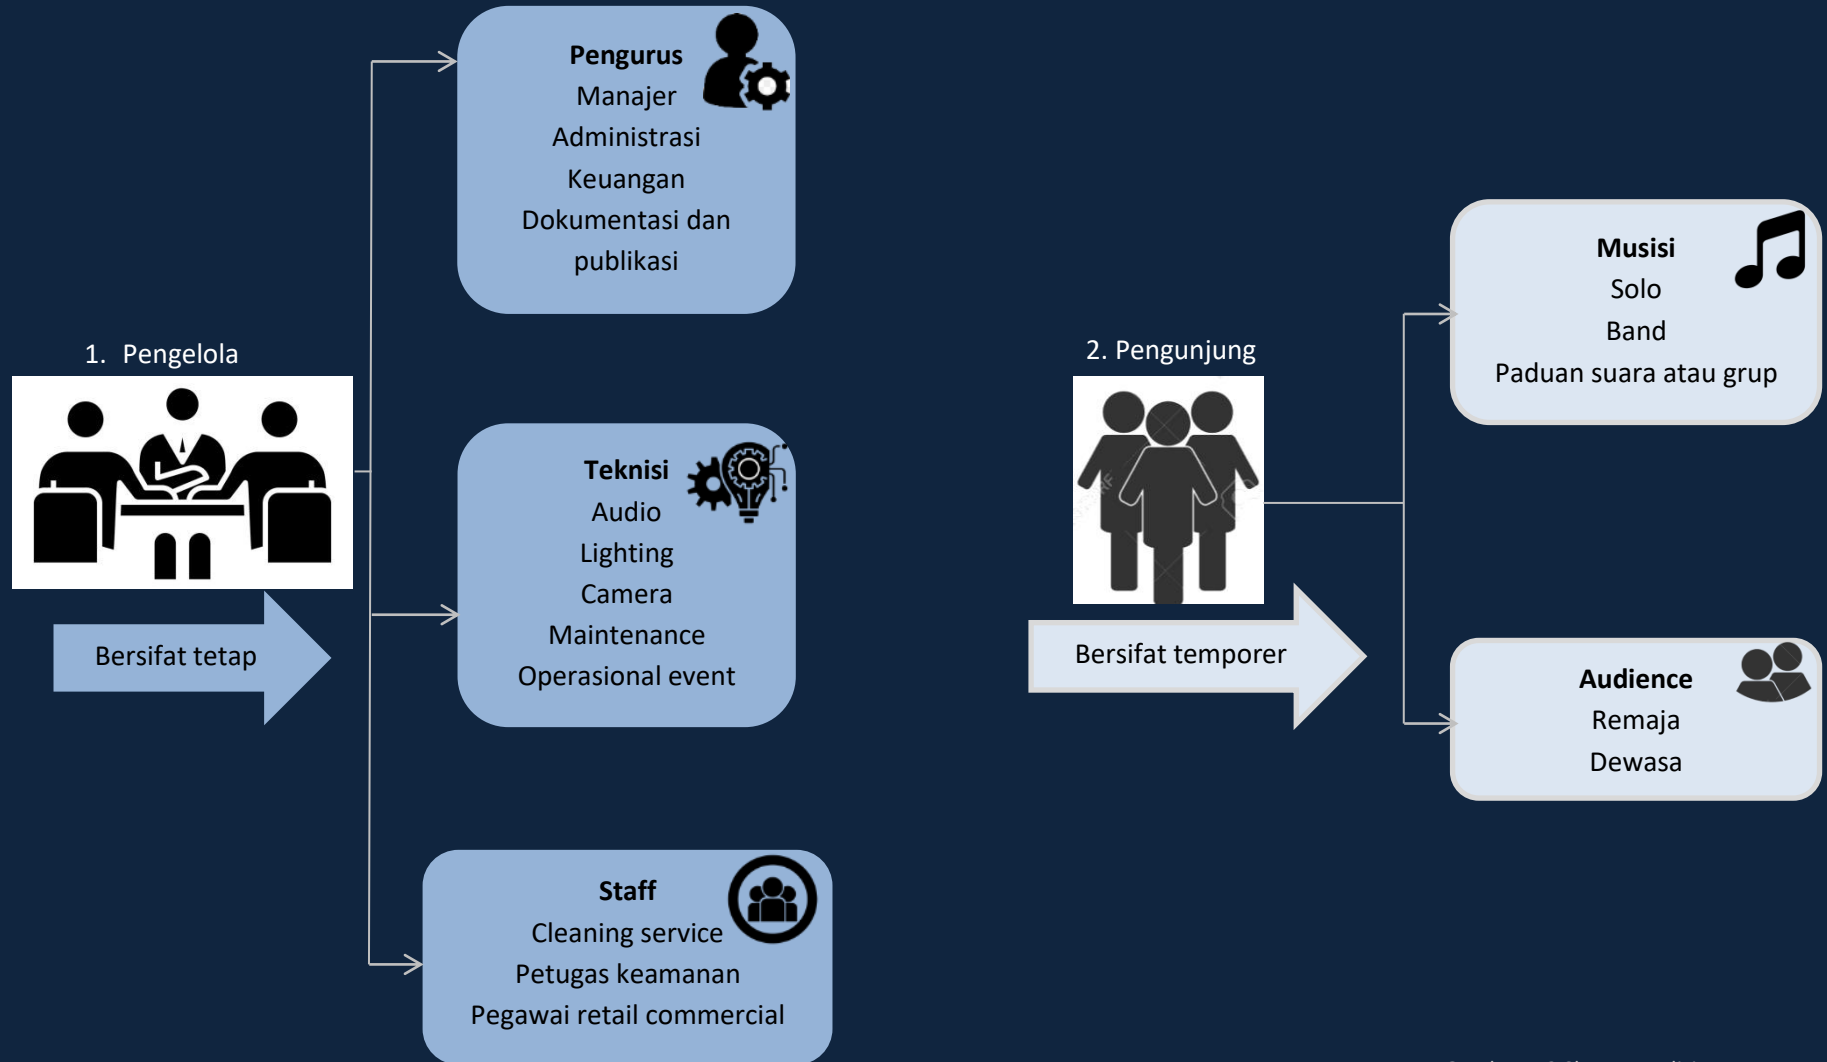 1. Pengelola
Bersifat tetap
Pengurus
Manajer
Administrasi
Keuangan
Dokumentasi dan
publikasi
Teknisi
Audio
Lighting
Camera
Maintenance
Operasional event
Staff
Cleaning service
Petugas keamanan
Pegawai retail commercial
2. Pengunjung
Bersifat temporer
Musisi
Solo
Band
Paduan suara atau grup
Audience
Remaja
Dewasa